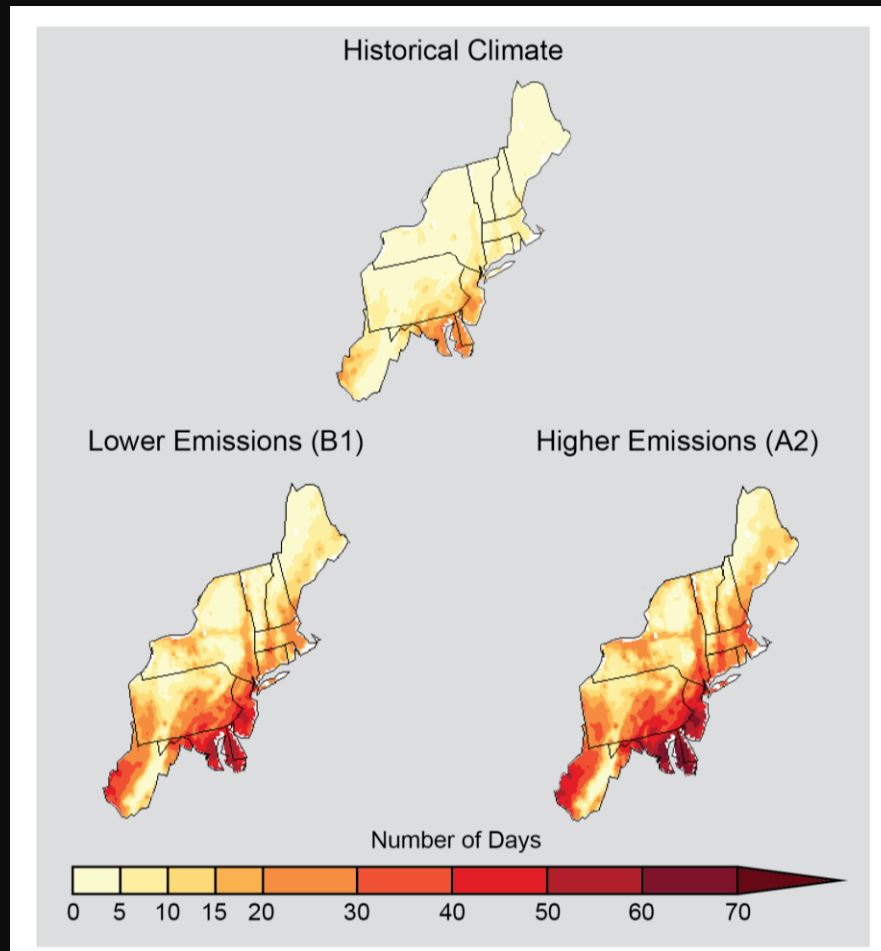 Historical Climate
Lower Emissions (B1)
Higher Emissions (A2)
Number of Days
0 5 10 15 20 30 40 50 60 70